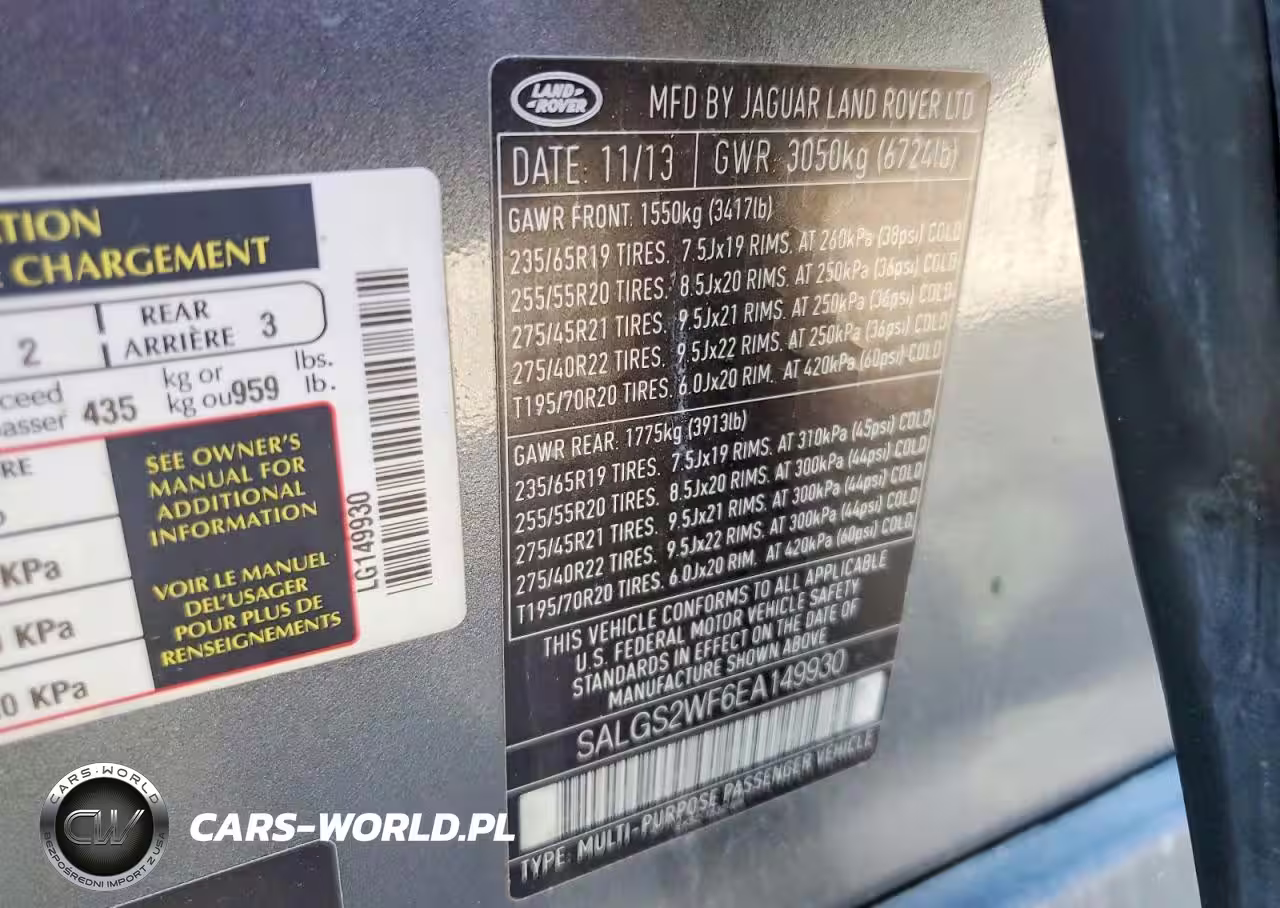 TION
CHARGEMENT
2
REAR
ARRIÈRE 3
ceed
asser 435
kg or
kg ou 959
lbs.
lb.
RE
KPa
KPa
0 KPa
SEE OWNER'S
MANUAL FOR
ADDITIONAL
INFORMATION
VOIR LE MANUEL
DEL'USAGER
POUR PLUS DE
RENSEIGNEMENTS
LG149930
LAND-
-ROVER
MFD BY JAGUAR LAND ROVER LTD
DATE: 11/13
GWR: 3050kg (6724lb)
GAWR FRONT. 1550kg (3417lb)
235/65R19 TIRES. 7.5Jx19 RIMS. AT 260kPa (38psi) COLD
255/55R20 TIRES. 8.5Jx20 RIMS. AT 250kPa (36psi) COLD
275/45R21 TIRES. 9.5Jx21 RIMS. AT 250kPa (36psi) COLD
275/40R22 TIRES. 9.5Jx22 RIMS. AT 250kPa (36psi) COLD
T195/70R20 TIRES. 6.0Jx20 RIM. AT 420kPa (60psi) COLD
GAWR REAR. 1775kg (3913lb)
235/65R19 TIRES. 7.5Jx19 RIMS. AT 310kPa (45psi) COLD
255/55R20 TIRES. 8.5Jx20 RIMS. AT 300kPa (44psi) COLD
275/45R21 TIRES. 9.5Jx21 RIMS. AT 300kPa (44psi) COLD
275/40R22 TIRES. 9.5Jx22 RIMS. AT 300kPa (44psi) COLD
T195/70R20 TIRES. 6.0Jx20 RIM. AT 420kPa (60psi) COLD
THIS VEHICLE CONFORMS TO ALL APPLICABLE
U.S. FEDERAL MOTOR VEHICLE SAFETY
STANDARDS IN EFFECT ON THE DATE OF
MANUFACTURE SHOWN ABOVE
SALGS2WF6EA149930
TYPE: MULTI-PURPOSE PASSENGER VEHICLE
CARS-WORLD
CW
BEZPOŚREDNI IMPORT Z USA
CARS-WORLD.PL